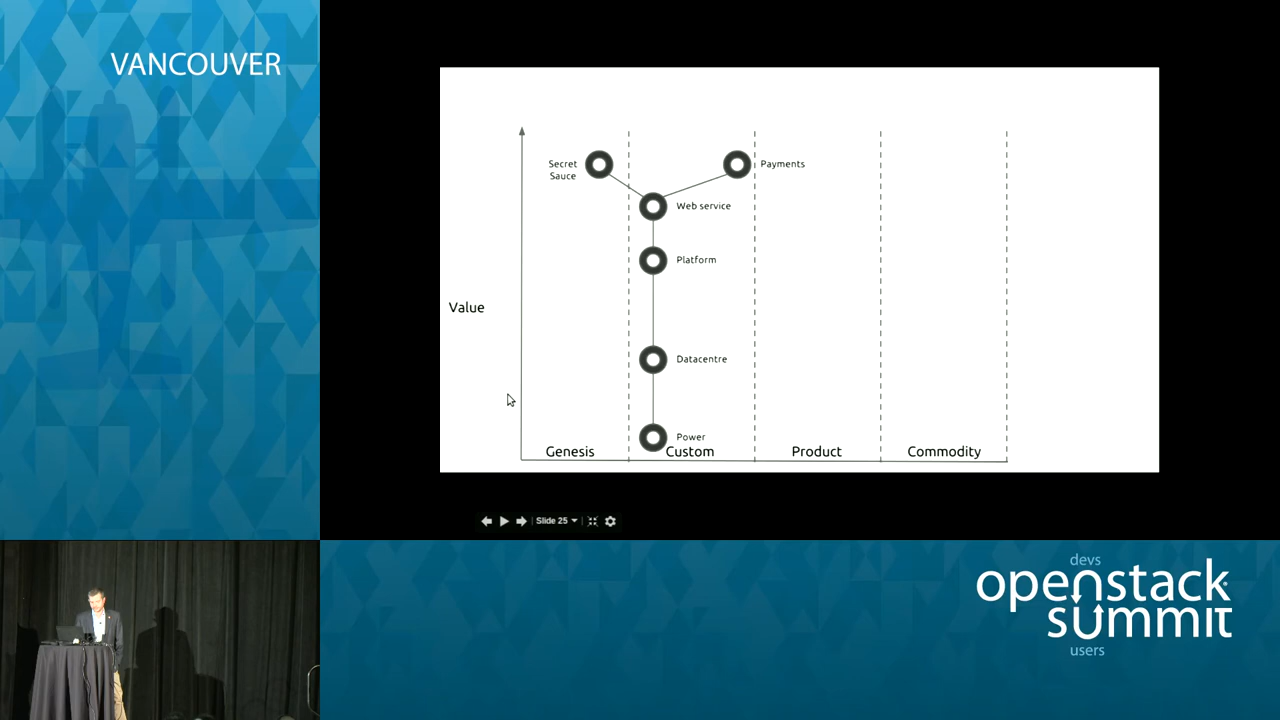 VANCOUVER
Secret
Sauce
Payments
Web service
Platform
Value
Datacentre
Power
Genesis
Custom
Product
Commodity
Slide 25
devs
openstack
summit
users